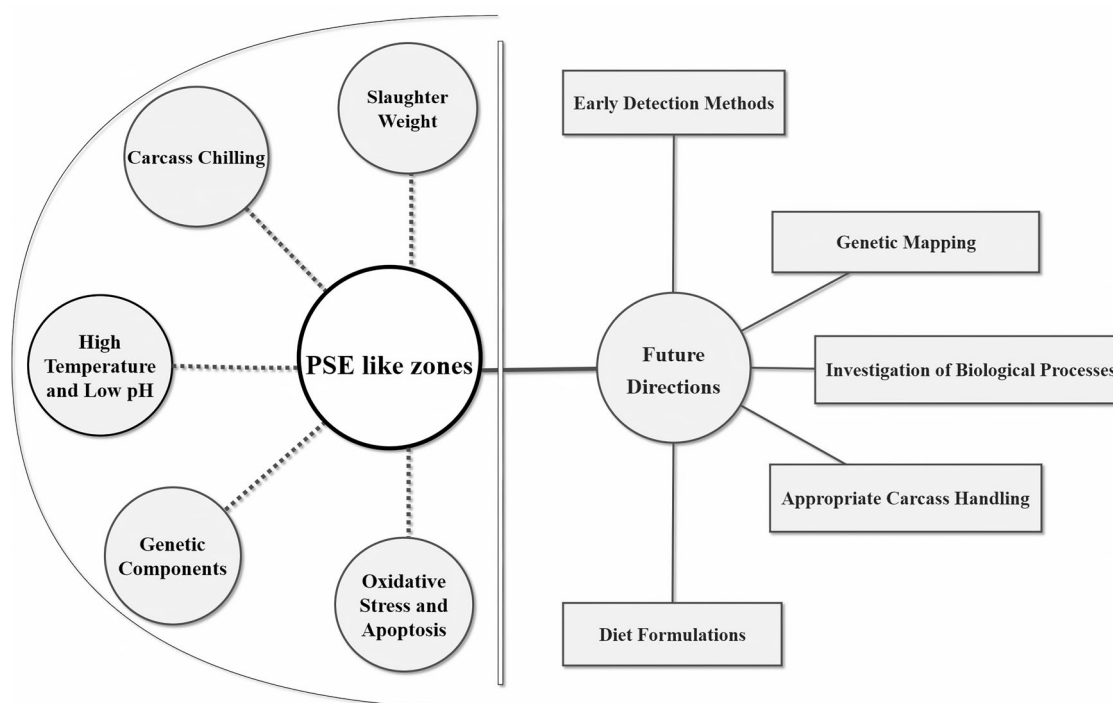 Slaughter
Weight
Carcass Chilling
High
Temperature
and Low pH
PSE like zones
Genetic
Components
Oxidative
Stress and
Apoptosis
Early Detection Methods
Genetic Mapping
Future
Directions
Investigation of Biological Processes
Appropriate Carcass Handling
Diet Formulations